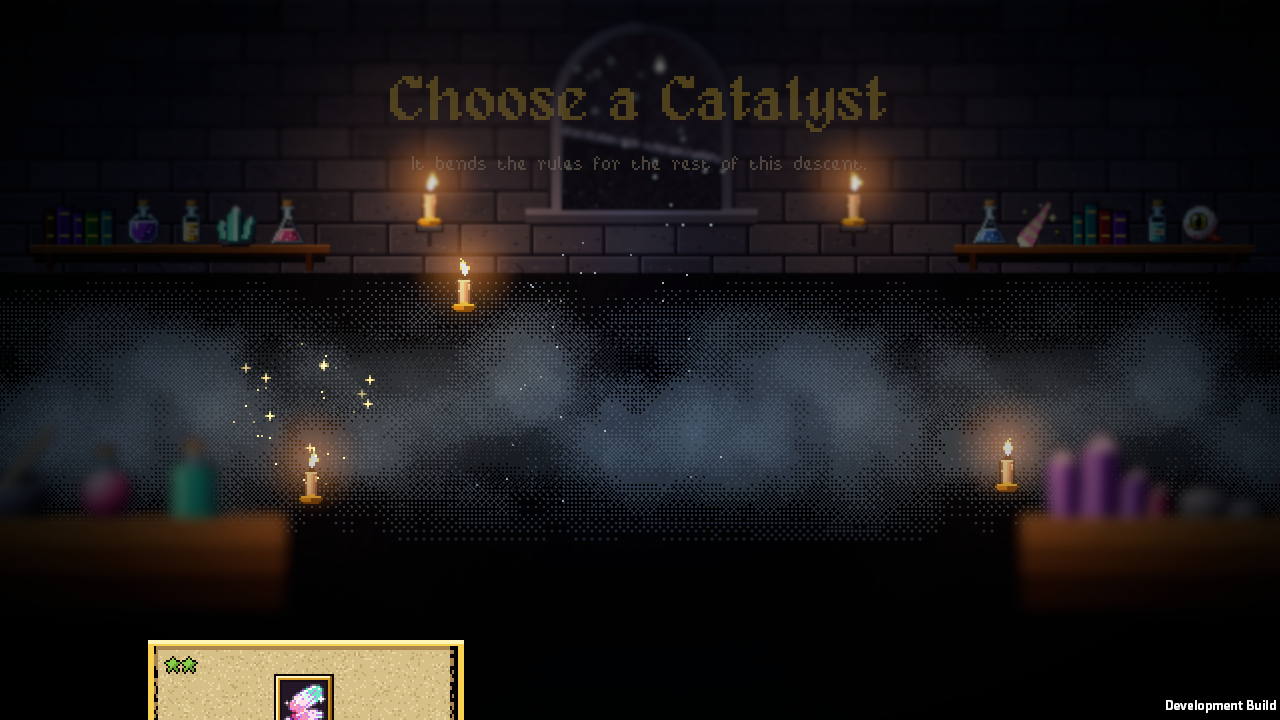 Choose a Catalyst
It bends the rules for the rest of this descent.
Development Build